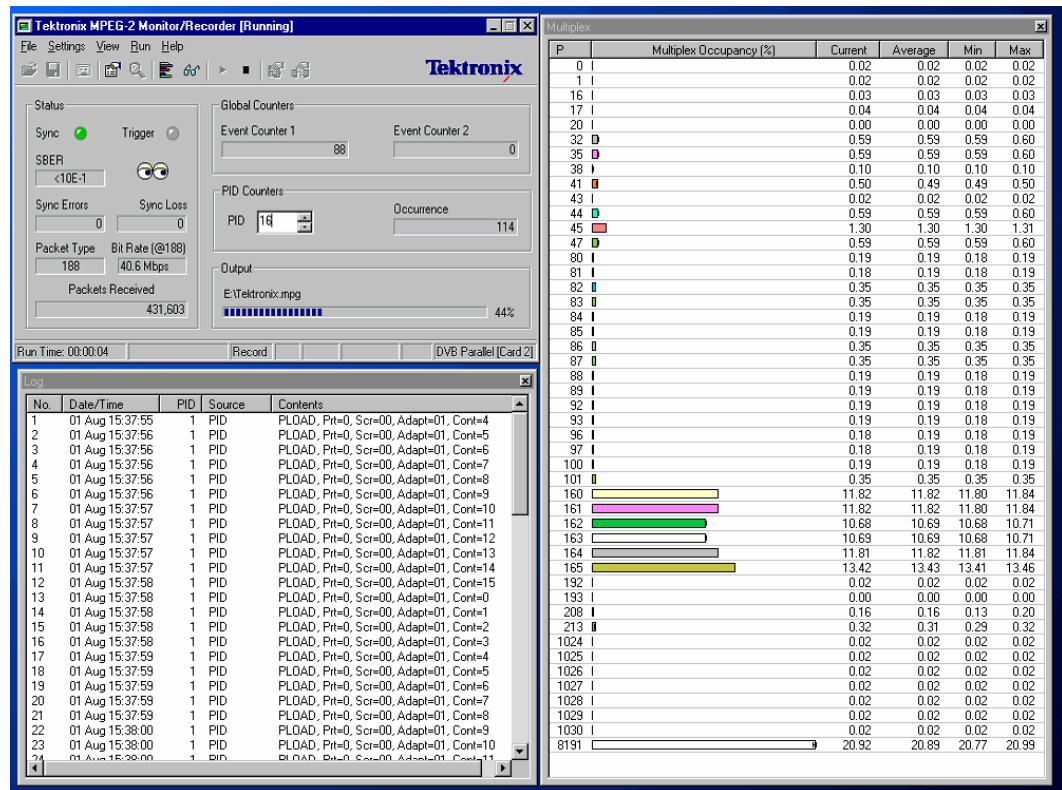 Tektronix MPEG-2 Monitor/Recorder [Running]
File Settings View Run Help
Tektronix
Status
Sync Trigger
SBER
<10E-1
Sync Errors Sync Loss
0 0
Packet Type Bit Rate (@188)
188 40.6 Mbps
Packets Received
431,603
Global Counters
Event Counter 1 Event Counter 2
88 0
PID Counters
PID 16 Occurrence
114
Output
E:\Tektronix.mpg
44%
Run Time: 00:00:04 Record DVB Parallel [Card 2]
Log
No. Date/Time PID Source Contents
1 01 Aug 15:37:55 1 PID PLOAD, Prt=0, Scr=00, Adapt=01, Cont=4
2 01 Aug 15:37:56 1 PID PLOAD, Prt=0, Scr=00, Adapt=01, Cont=5
3 01 Aug 15:37:56 1 PID PLOAD, Prt=0, Scr=00, Adapt=01, Cont=6
4 01 Aug 15:37:56 1 PID PLOAD, Prt=0, Scr=00, Adapt=01, Cont=7
5 01 Aug 15:37:56 1 PID PLOAD, Prt=0, Scr=00, Adapt=01, Cont=8
6 01 Aug 15:37:56 1 PID PLOAD, Prt=0, Scr=00, Adapt=01, Cont=9
7 01 Aug 15:37:57 1 PID PLOAD, Prt=0, Scr=00, Adapt=01, Cont=10
8 01 Aug 15:37:57 1 PID PLOAD, Prt=0, Scr=00, Adapt=01, Cont=11
9 01 Aug 15:37:57 1 PID PLOAD, Prt=0, Scr=00, Adapt=01, Cont=12
10 01 Aug 15:37:57 1 PID PLOAD, Prt=0, Scr=00, Adapt=01, Cont=13
11 01 Aug 15:37:57 1 PID PLOAD, Prt=0, Scr=00, Adapt=01, Cont=14
12 01 Aug 15:37:58 1 PID PLOAD, Prt=0, Scr=00, Adapt=01, Cont=15
13 01 Aug 15:37:58 1 PID PLOAD, Prt=0, Scr=00, Adapt=01, Cont=0
14 01 Aug 15:37:58 1 PID PLOAD, Prt=0, Scr=00, Adapt=01, Cont=1
15 01 Aug 15:37:58 1 PID PLOAD, Prt=0, Scr=00, Adapt=01, Cont=2
16 01 Aug 15:37:58 1 PID PLOAD, Prt=0, Scr=00, Adapt=01, Cont=3
17 01 Aug 15:37:59 1 PID PLOAD, Prt=0, Scr=00, Adapt=01, Cont=4
18 01 Aug 15:37:59 1 PID PLOAD, Prt=0, Scr=00, Adapt=01, Cont=5
19 01 Aug 15:37:59 1 PID PLOAD, Prt=0, Scr=00, Adapt=01, Cont=6
20 01 Aug 15:37:59 1 PID PLOAD, Prt=0, Scr=00, Adapt=01, Cont=7
21 01 Aug 15:37:59 1 PID PLOAD, Prt=0, Scr=00, Adapt=01, Cont=8
22 01 Aug 15:38:00 1 PID PLOAD, Prt=0, Scr=00, Adapt=01, Cont=9
23 01 Aug 15:38:00 1 PID PLOAD, Prt=0, Scr=00, Adapt=01, Cont=10
24 01 Aug 15:38:00 1 PID PLOAD, Prt=0, Scr=00, Adapt=01, Cont=11
Multiplex
P Multiplex Occupancy (%) Current Average Min Max
0 0.02 0.02 0.02 0.02
1 0.02 0.02 0.02 0.02
16 0.03 0.03 0.03 0.03
17 0.04 0.04 0.04 0.04
20 0.00 0.00 0.00 0.00
32 0.59 0.59 0.59 0.60
35 0.59 0.59 0.59 0.60
38 0.10 0.10 0.10 0.10
41 0.50 0.49 0.49 0.50
43 0.02 0.02 0.02 0.02
44 0.59 0.59 0.59 0.60
45 1.30 1.30 1.30 1.31
47 0.59 0.59 0.59 0.60
80 0.19 0.19 0.18 0.19
81 0.18 0.19 0.18 0.19
82 0.35 0.35 0.35 0.35
83 0.35 0.35 0.35 0.35
84 0.19 0.19 0.18 0.19
85 0.19 0.19 0.18 0.19
86 0.35 0.35 0.35 0.35
87 0.35 0.35 0.35 0.35
88 0.19 0.19 0.18 0.19
89 0.19 0.19 0.18 0.19
92 0.19 0.19 0.18 0.19
93 0.19 0.19 0.18 0.19
96 0.18 0.19 0.18 0.19
97 0.18 0.19 0.18 0.19
100 0.19 0.19 0.18 0.19
101 0.35 0.35 0.35 0.35
160 11.82 11.82 11.80 11.84
161 11.82 11.82 11.80 11.84
162 10.68 10.69 10.68 10.71
163 10.69 10.69 10.68 10.71
164 11.81 11.82 11.81 11.84
165 13.42 13.43 13.41 13.46
192 0.02 0.02 0.02 0.02
193 0.00 0.00 0.00 0.00
208 0.16 0.16 0.13 0.20
213 0.32 0.31 0.29 0.32
1024 0.02 0.02 0.02 0.02
1025 0.02 0.02 0.02 0.02
1026 0.02 0.02 0.02 0.02
1027 0.02 0.02 0.02 0.02
1028 0.02 0.02 0.02 0.02
1029 0.02 0.02 0.02 0.02
1030 0.02 0.02 0.02 0.02
8191 20.92 20.89 20.77 20.99